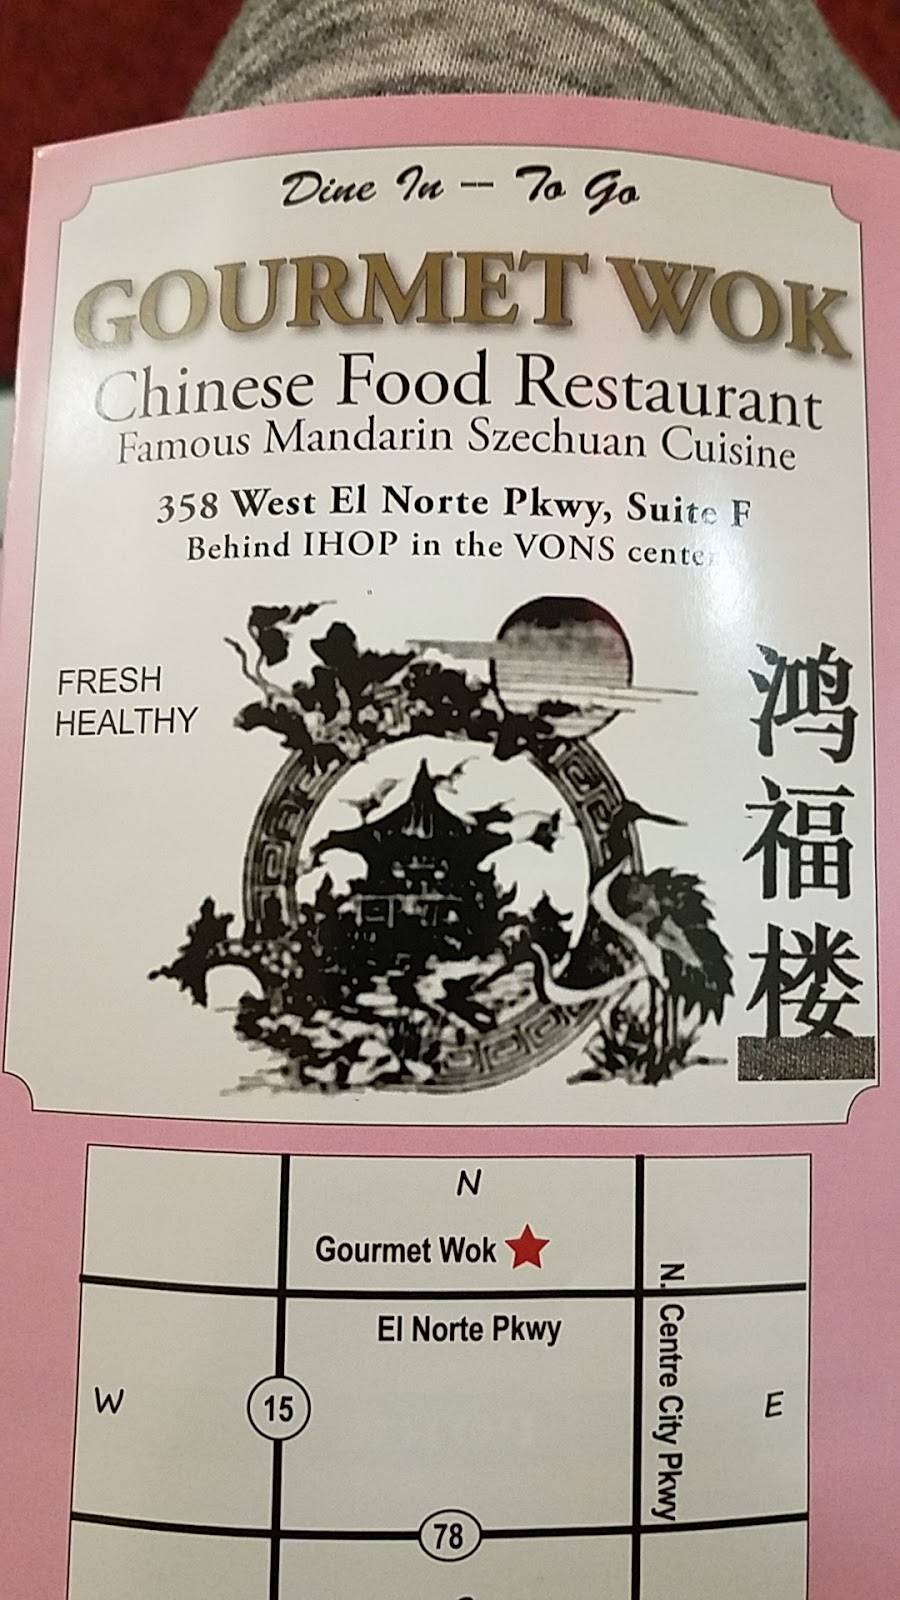 Dine In -- To Go
GOURMET WOK
Chinese Food Restaurant
Famous Mandarin Szechuan Cuisine
358 West El Norte Pkwy, Suite F
Behind IHOP in the VONS center
FRESH
HEALTHY
鸿福楼
N
Gourmet Wok
El Norte Pkwy
N. Centre City Pkwy
W
15
E
78